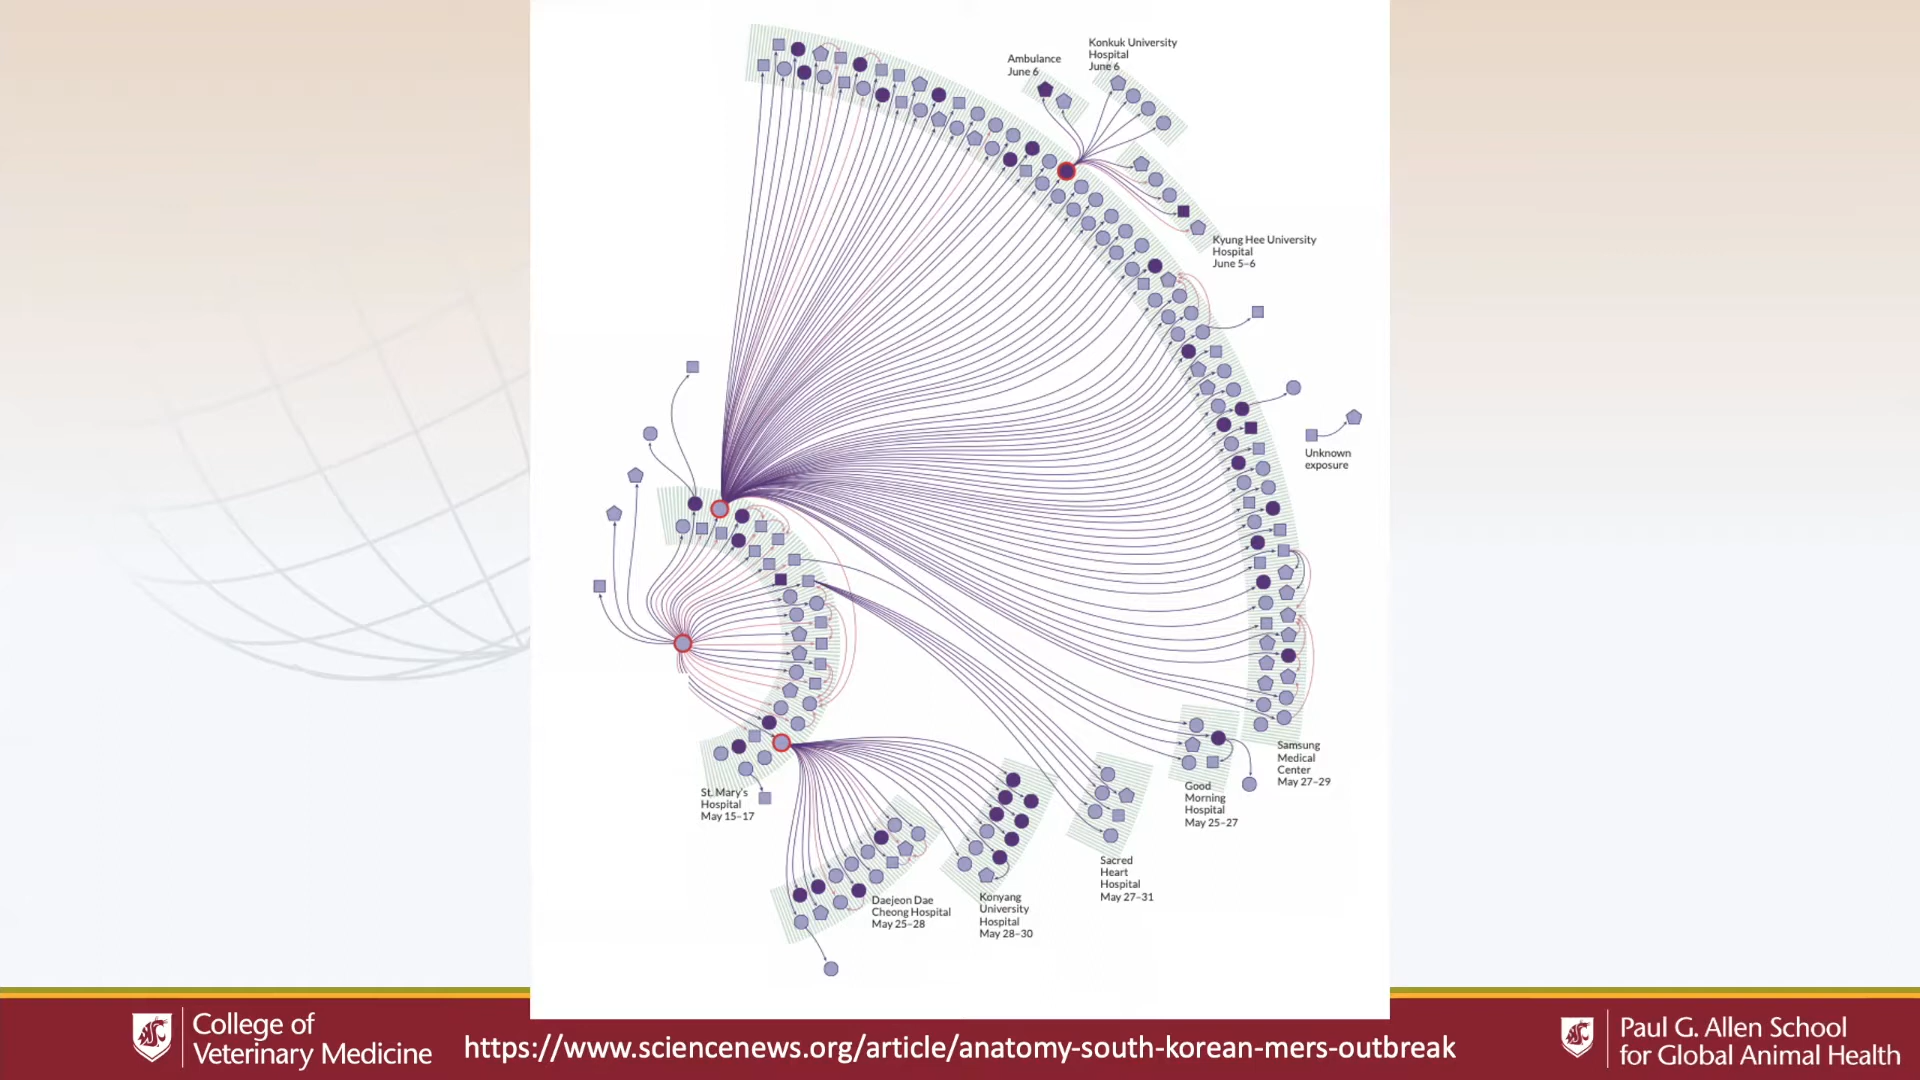 Konkuk University
Hospital
June 6
Ambulance
June 6
Kyung Hee University
Hospital
June 5–6
Unknown
exposure
St. Mary's
Hospital
May 15–17
Samsung
Medical
Center
May 27–29
Good
Morning
Hospital
May 25–27
Sacred
Heart
Hospital
May 27–31
Konyang
University
Hospital
May 28–30
Daejeon Dae
Cheong Hospital
May 25–28
College of
Veterinary Medicine
https://www.sciencenews.org/article/anatomy-south-korean-mers-outbreak
Paul G. Allen School
for Global Animal Health